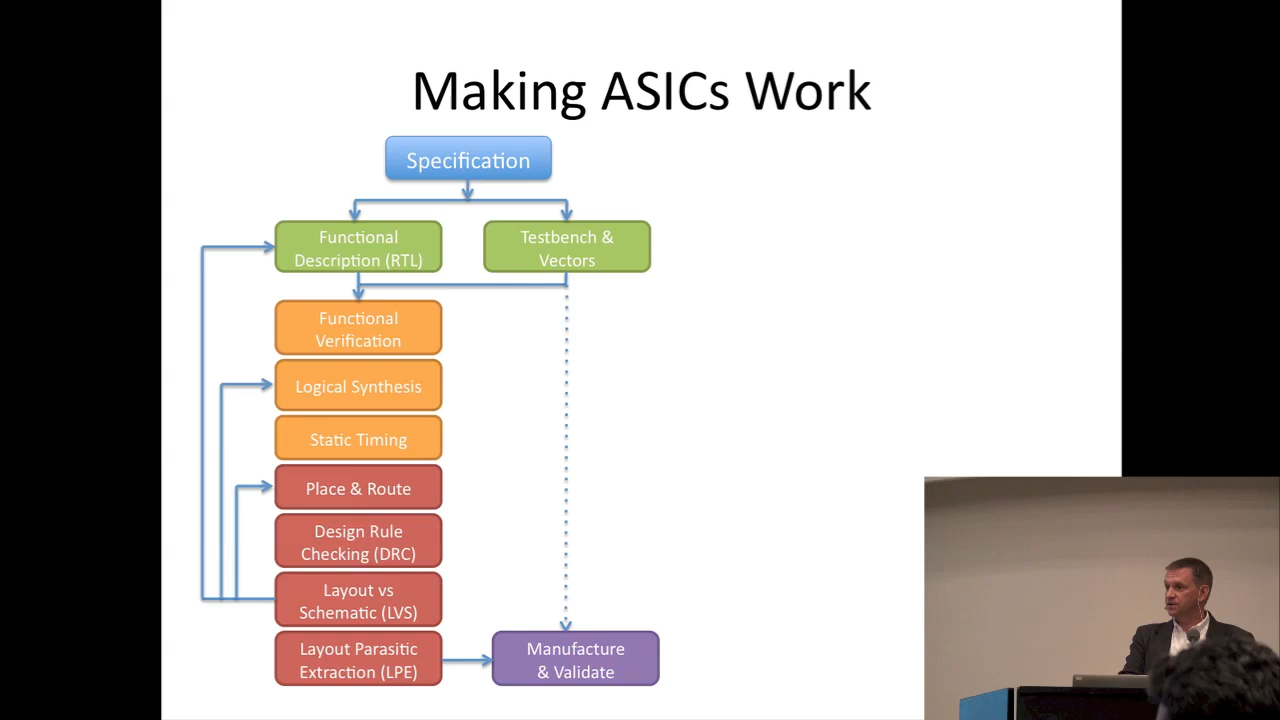 Making ASICs Work
Specification
Functional
Description (RTL)
Testbench &
Vectors
Functional
Verification
Logical Synthesis
Static Timing
Place & Route
Design Rule
Checking (DRC)
Layout vs
Schematic (LVS)
Layout Parasitic
Extraction (LPE)
Manufacture
& Validate